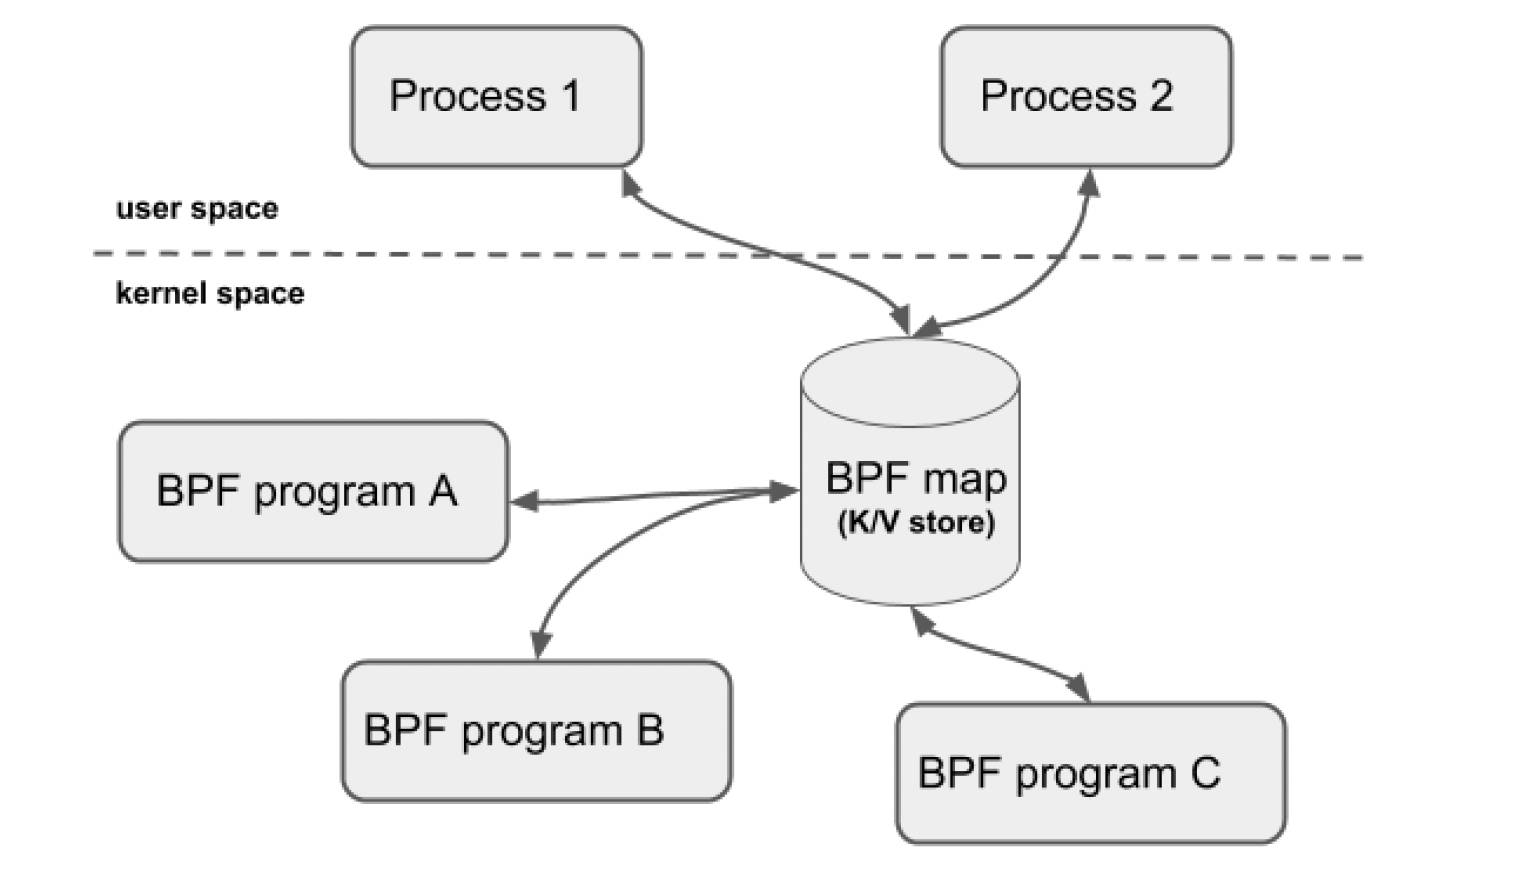 Process 1
Process 2
user space
kernel space
BPF program A
BPF map
(K/V store)
BPF program B
BPF program C